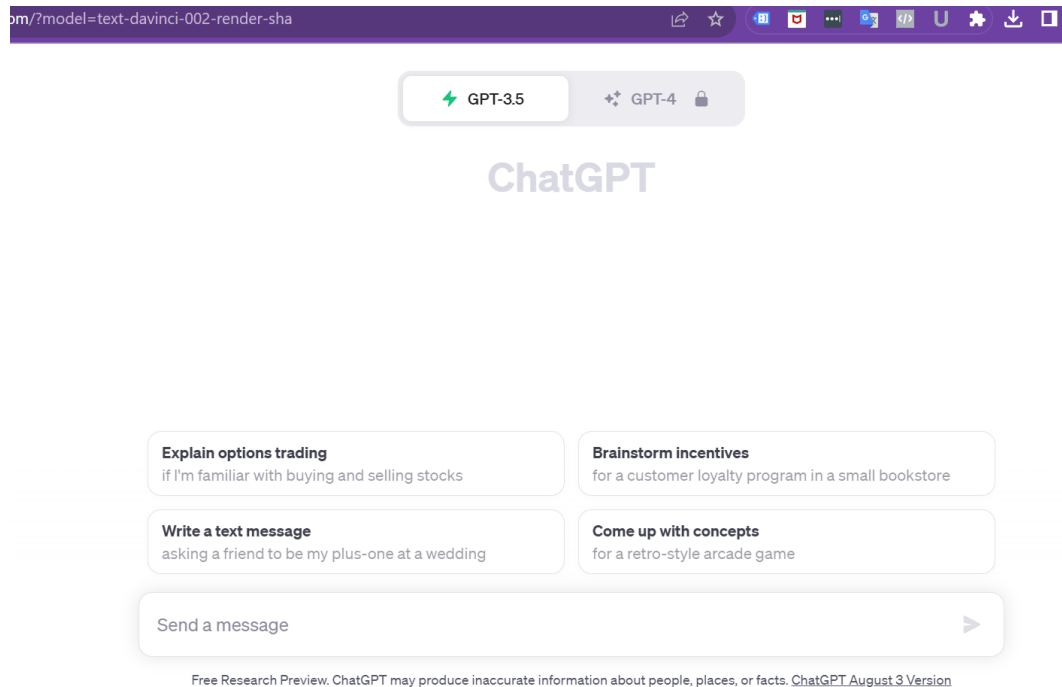 om/?model=text-davinci-002-render-sha
GPT-3.5
GPT-4
ChatGPT
Explain options trading
if I'm familiar with buying and selling stocks
Brainstorm incentives
for a customer loyalty program in a small bookstore
Write a text message
asking a friend to be my plus-one at a wedding
Come up with concepts
for a retro-style arcade game
Send a message
Free Research Preview. ChatGPT may produce inaccurate information about people, places, or facts. ChatGPT August 3 Version